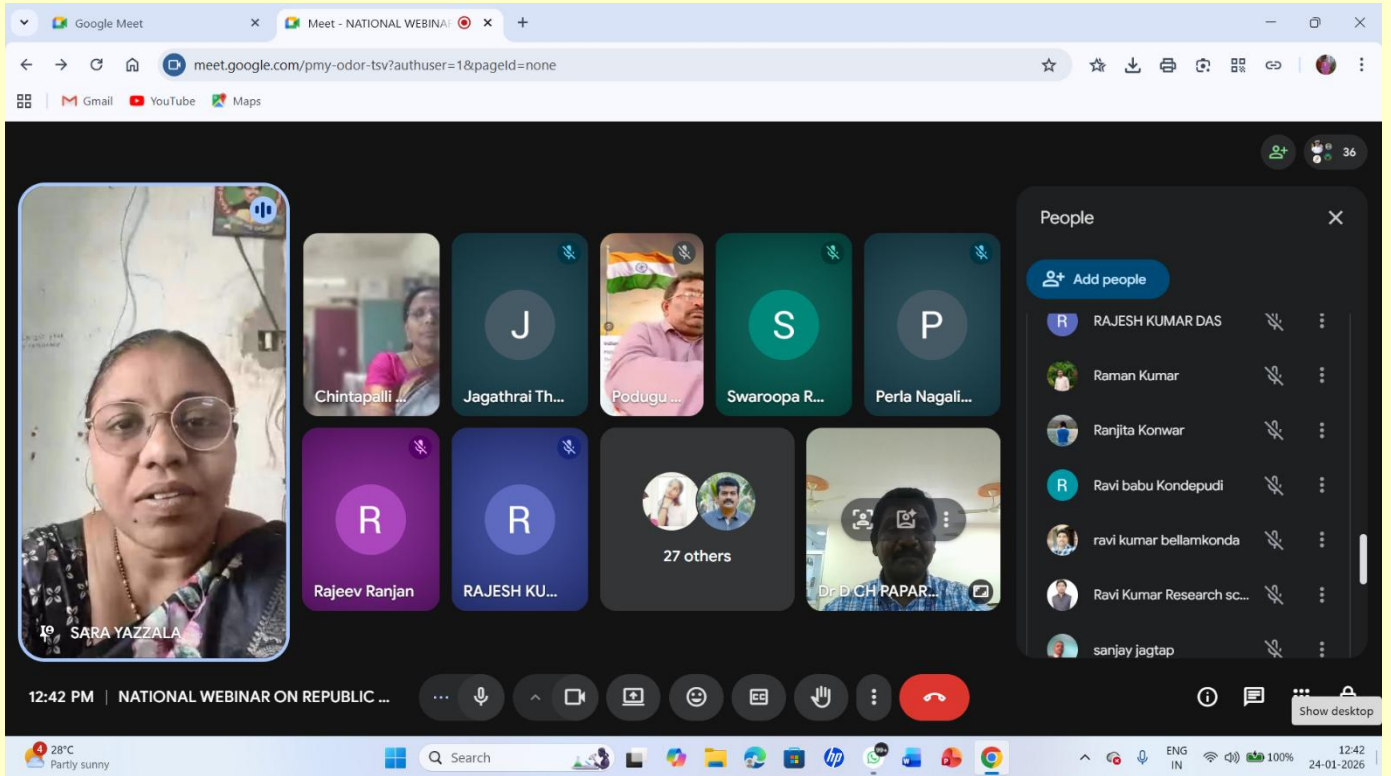 Google Meet
Meet - NATIONAL WEBINAR
meet.google.com/pmy-odor-tsv?authuser=1&pageId=none
Gmail
YouTube
Maps
36
People
Add people
RAJESH KUMAR DAS
Raman Kumar
Ranjita Konwar
R Ravi babu Kondepudi
ravi kumar bellamkonda
Ravi Kumar Research sc...
sanjay jagtap
Chintapalli ...
J
Jagathrai Th...
Podugu ...
S
Swaroopa R...
P
Perla Nagali...
R
Rajeev Ranjan
R
RAJESH KU...
27 others
Dr D CH PAPAR...
SARA YAZZALA
12:42 PM | NATIONAL WEBINAR ON REPUBLIC ...
Show desktop
4
28°C
Partly sunny
Search
99+
ENG
IN
100%
12:42
24-01-2026